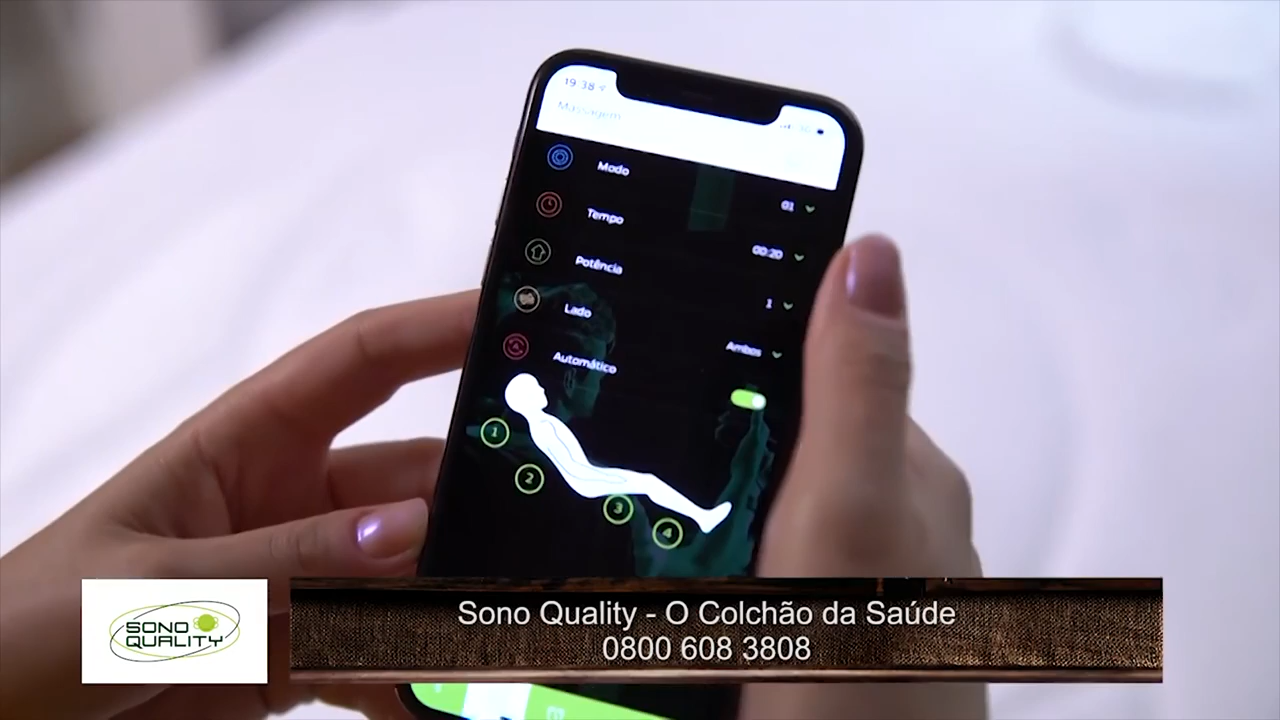 19:38
Massagem
Modo
01
Tempo
00:20
Potência
1
Lado
Ambos
Automático
1
2
3
4
SONO
QUALITY
Sono Quality - O Colchão da Saúde
0800 608 3808